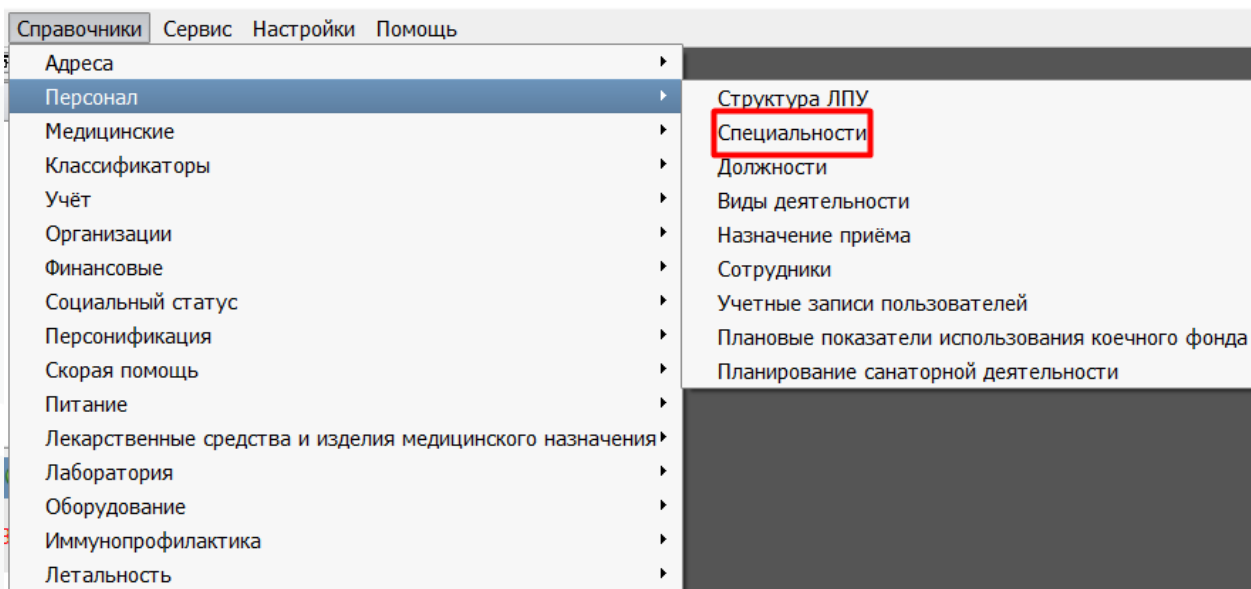 Справочники Сервис Настройки Помощь
Адреса
Персонал
Медицинские
Классификаторы
Учёт
Организации
Финансовые
Социальный статус
Персонификация
Скорая помощь
Питание
Лекарственные средства и изделия медицинского назначения
Лаборатория
Оборудование
Иммунопрофилактика
Летальность
Структура ЛПУ
Специальности
Должности
Виды деятельности
Назначение приёма
Сотрудники
Учетные записи пользователей
Плановые показатели использования коечного фонда
Планирование санаторной деятельности